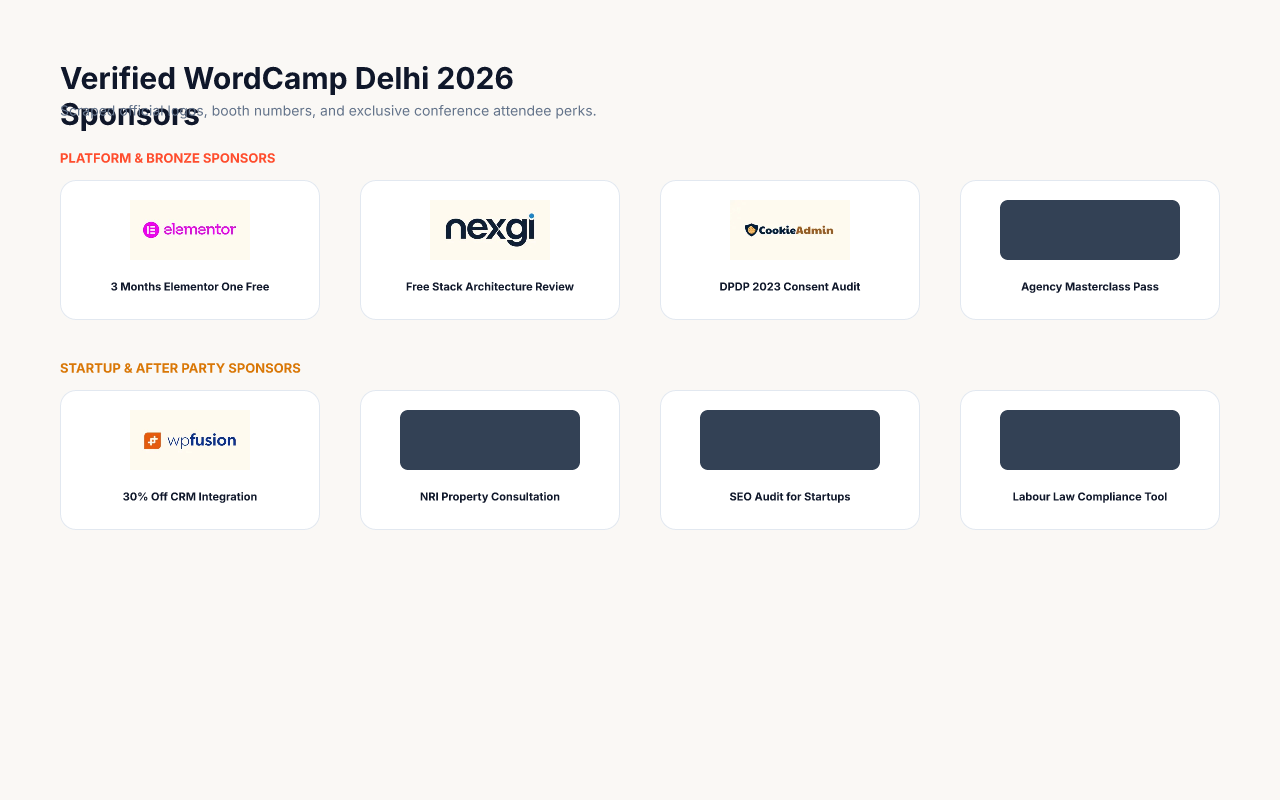 Verified WordCamp Delhi 2026
Sponsors
Scraped official logos, booth numbers, and exclusive conference attendee perks.
PLATFORM & BRONZE SPONSORS
elementor
nexgi
CookieAdmin
3 Months Elementor One Free
Free Stack Architecture Review
DPDP 2023 Consent Audit
Agency Masterclass Pass
STARTUP & AFTER PARTY SPONSORS
wpfusion
30% Off CRM Integration
NRI Property Consultation
SEO Audit for Startups
Labour Law Compliance Tool